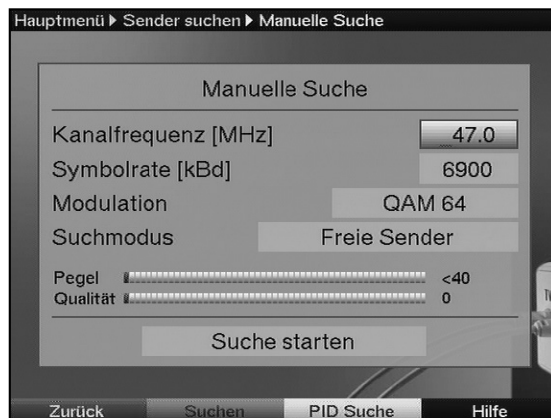 Hauptmenü ▶ Sender suchen ▶ Manuelle Suche
Manuelle Suche
Kanalfrequenz [MHz] 47.0
Symbolrate [kBd] 6900
Modulation QAM 64
Suchmodus Freie Sender
Pegel <40
Qualität 0
Suche starten
Zurück Suchen PID Suche Hilfe